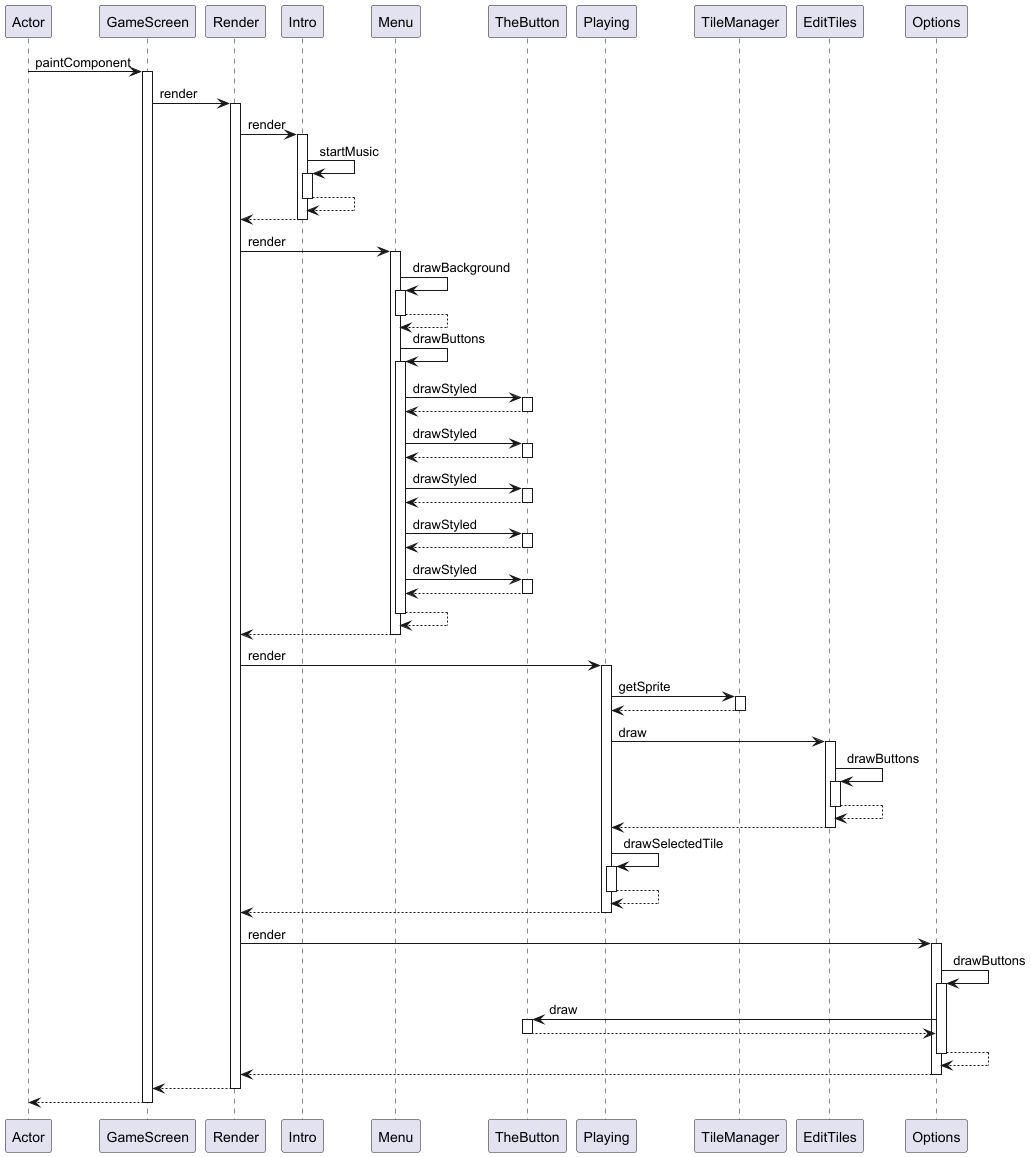 Actor GameScreen Render Intro Menu TheButton Playing TileManager EditTiles Options
paintComponent
render
render
startMusic
render
drawBackground
drawButtons
drawStyled
drawStyled
drawStyled
drawStyled
drawStyled
render
getSprite
draw
drawButtons
drawSelectedTile
render
drawButtons
draw
Actor GameScreen Render Intro Menu TheButton Playing TileManager EditTiles Options